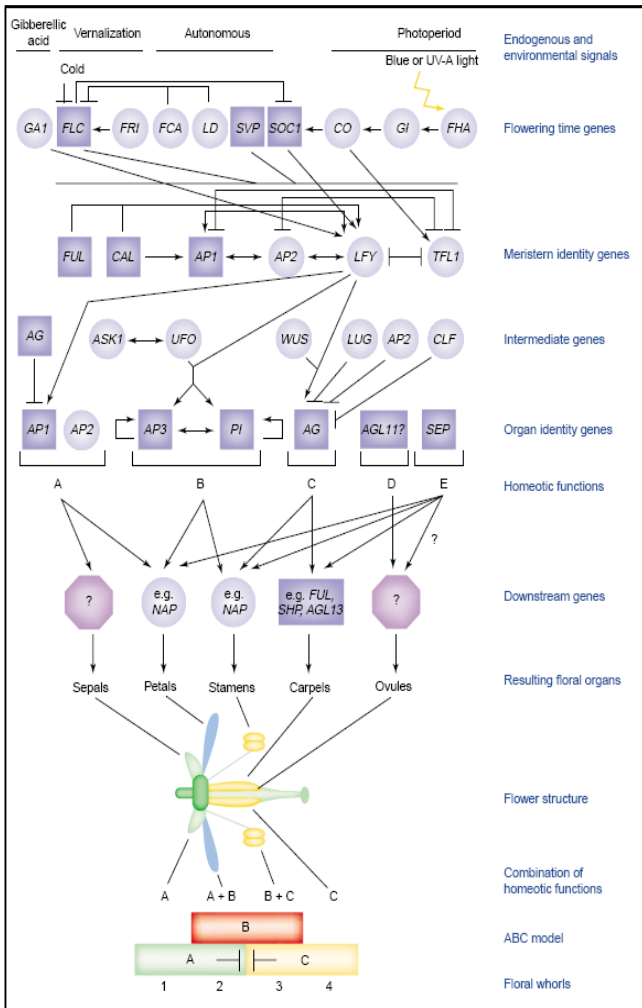 Gibberellic acid
Vernalization
Autonomous
Photoperiod
Endogenous and environmental signals
Cold
Blue or UV-A light
GA1 FLC FRI FCA LD SVP SOC1 CO GI FHA
Flowering time genes
FUL CAL AP1 AP2 LFY TFL1
Meristern identity genes
AG ASK1 UFO WUS LUG AP2 CLF
Intermediate genes
AP1 AP2 AP3 PI AG AGL11? SEP
Organ identity genes
A B C D E
Homeotic functions
?
? e.g. NAP e.g. NAP e.g. FUL, SHP, AGL13 ?
Downstream genes
Sepals Petals Stamens Carpels Ovules
Resulting floral organs
Flower structure
A A + B B + C C
Combination of homeotic functions
B
A C
ABC model
1 2 3 4
Floral whorls